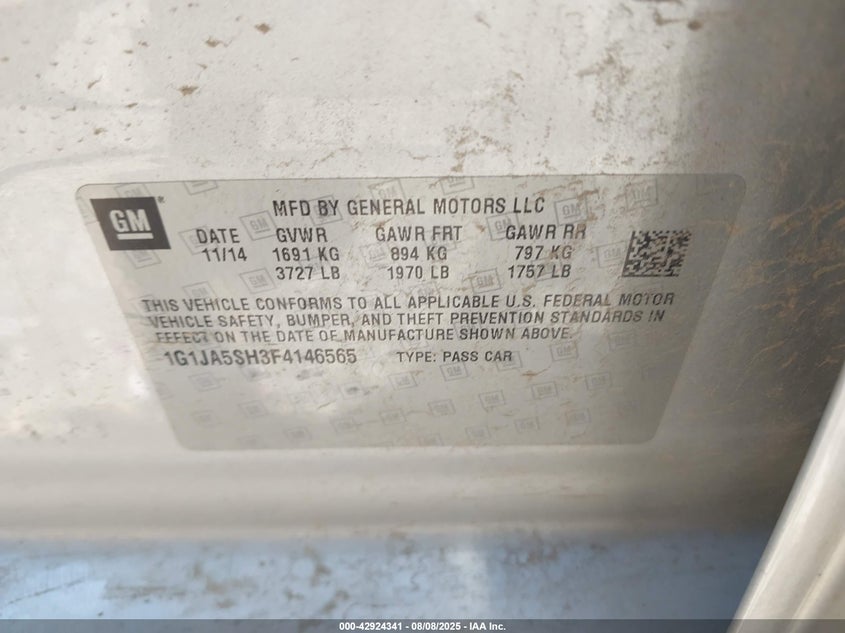 GM
MFD BY GENERAL MOTORS LLC
DATE GVWR GAWR FRT GAWR RR
11/14 1691 KG 894 KG 797 KG
3727 LB 1970 LB 1757 LB
THIS VEHICLE CONFORMS TO ALL APPLICABLE U.S. FEDERAL MOTOR
VEHICLE SAFETY, BUMPER, AND THEFT PREVENTION STANDARDS IN
EFFECT ON THE DATE OF MANUFACTURE SHOWN ABOVE.
1G1JA5SH3F4146565 TYPE: PASS CAR
000-42924341 - 08/08/2025 - IAA Inc.